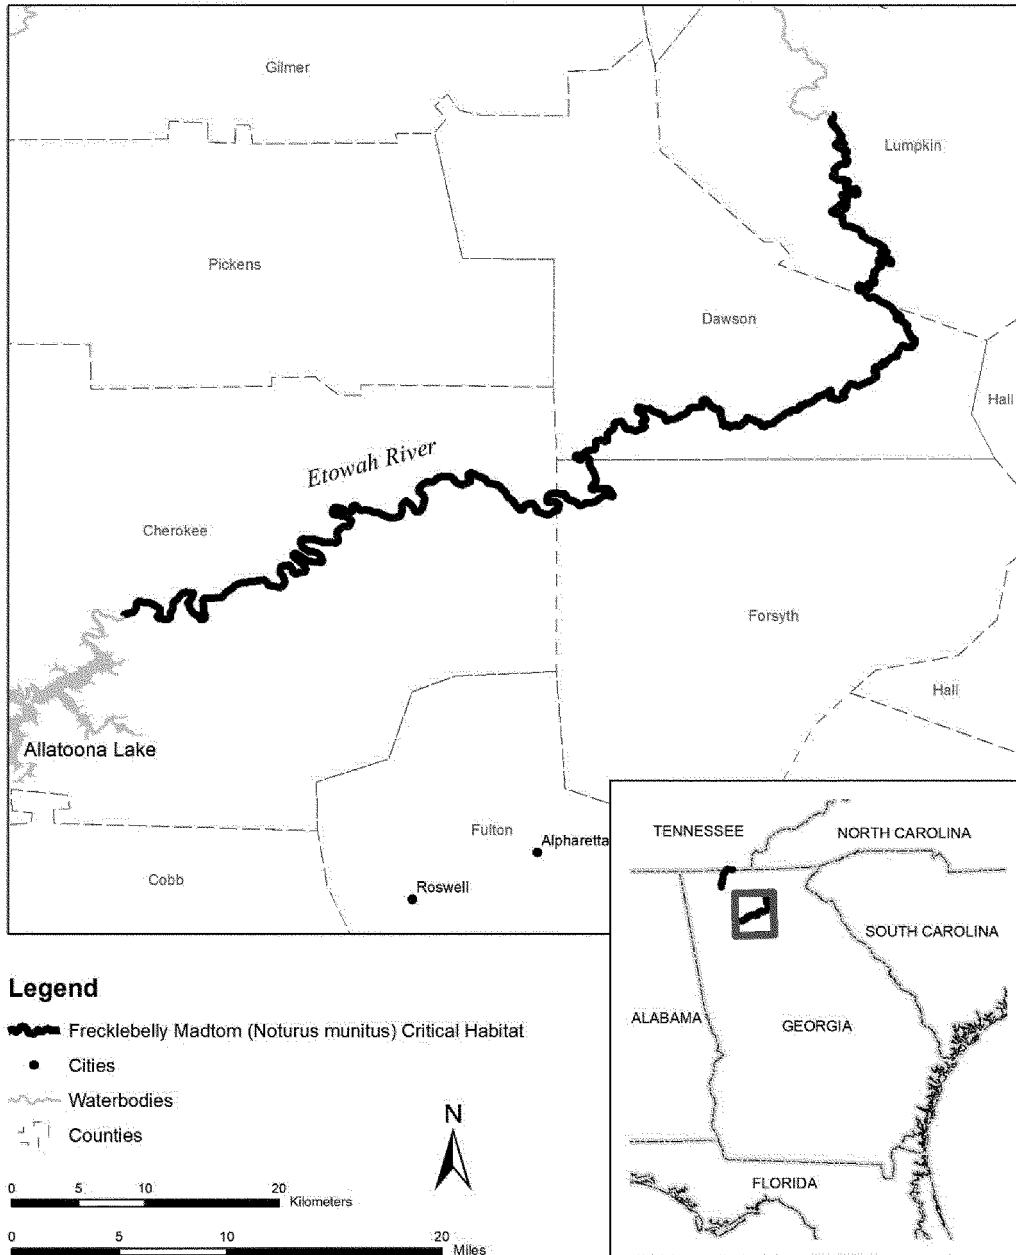 Gilmer
Lumpkin
Pickens
Dawson
Hall
Etowah River
Cherokee
Forsyth
Hall
Allatoona Lake
Fulton
Alpharetta
Cobb
Roswell
TENNESSEE
NORTH CAROLINA
SOUTH CAROLINA
ALABAMA
GEORGIA
FLORIDA
Legend
Frecklebelly Madtom (Noturus munitus) Critical Habitat
Cities
Waterbodies
Counties
N
0 5 10 20
Kilometers
0 5 10 20
Miles